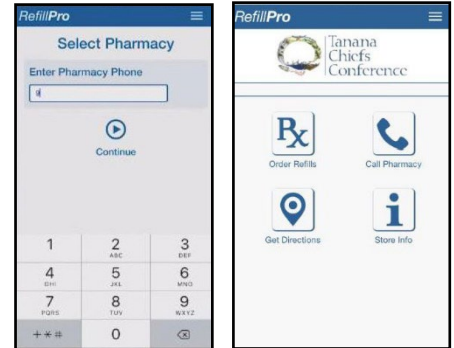 RefillPro
Select Pharmacy
Enter Pharmacy Phone
9
Continue
1
2
ABC
3
DEF
4
GHI
5
JKL
6
MNO
7
PQRS
8
TUV
9
WXYZ
+*#
0
RefillPro
Tanana
Chiefs
Conference
Rx
Order Refills
Call Pharmacy
i
Get Directions
Store Info